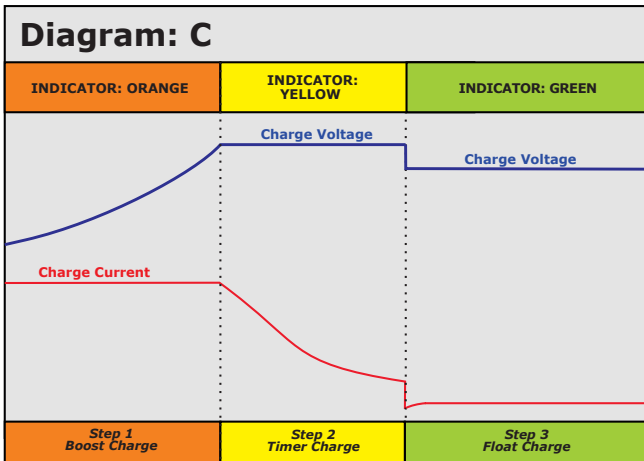 Diagram: C
INDICATOR: ORANGE
INDICATOR:
YELLOW
INDICATOR: GREEN
Charge Voltage
Charge Voltage
Charge Current
Step 1
Boost Charge
Step 2
Timer Charge
Step 3
Float Charge